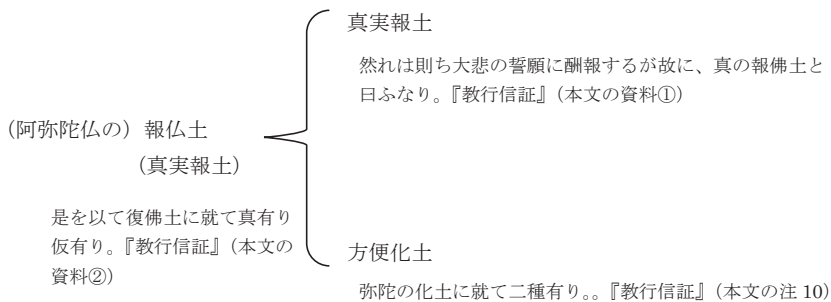 真実報土
然れは則ち大悲の誓願に酬報するが故に、真の報佛土と
曰ふなり。『教行信証』（本文の資料①）
（阿弥陀仏の）報仏土
（真実報土）
是を以て復佛土に就て真有り
仮有り。『教行信証』（本文の
資料②）
方便化土
弥陀の化土に就て二種有り。。『教行信証』（本文の注 10）